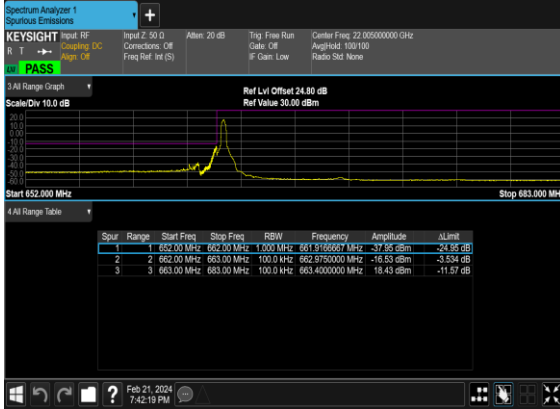 Spectrum Analyzer 1
Spurious Emissions
KEYSIGHT Input: RF Input Z: 50 Ω Atten: 20 dB Trig: Free Run Center Freq: 22.005000000 GHz
R T Coupling: DC Corrections: Off Gate: Off Avg|Hold: 100/100
Align: Off Freq Ref: Int (S) IF Gain: Low Radio Std: None
PASS
3 All Range Graph
Ref Lvl Offset 24.80 dB
Scale/Div 10.0 dB Ref Value 30.00 dBm
20.0
10.0
0.00
-10.0
-20.0
-30.0
-40.0
-50.0
-60.0
Start 652.000 MHz Stop 683.000 MH
4 All Range Table
Spur Range Start Freq Stop Freq RBW Frequency Amplitude ΔLimit
1 1 652.00 MHz 662.00 MHz 1.000 MHz 661.9166667 MHz -37.95 dBm -24.95 dB
2 2 662.00 MHz 663.00 MHz 100.0 kHz 662.9750000 MHz -16.53 dBm -3.534 dB
3 3 663.00 MHz 683.00 MHz 100.0 kHz 663.4000000 MHz 18.43 dBm -11.57 dB
Feb 21, 2024
7:42:19 PM